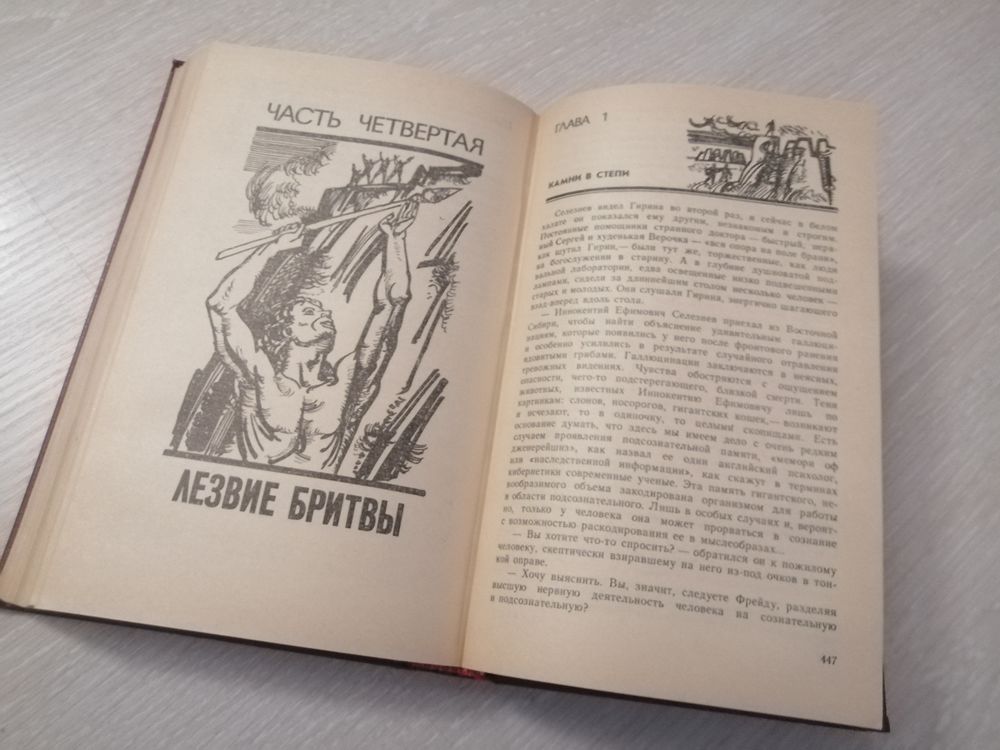 ЧАСТЬ ЧЕТВЕРТАЯ
ЛЕЗВИЕ БРИТВЫ
ГЛАВА 1
КАМНИ В СТЕПИ
Селезнев видел Гирина во второй раз, и сейчас в белом
халате он показался ему другим, незнакомым и строгим.
Постоянные помощники странного доктора — быстрый, нерв-
ный Сергей и худенькая Верочка — «вся опора на поле брани»,
как шутил Гирин,— были тут же, торжественные, как люди
на богослужении в старину. А в глубине душноватой под-
вальной лаборатории, едва освещенные низко подвешенными
лампами, сидели за длиннейшим столом несколько человек —
старых и молодых. Они слушали Гирина, энергично шагающего
взад-вперед вдоль стола.
— Иннокентий Ефимович Селезнев приехал из Восточной
Сибири, чтобы найти объяснение удивительным галлюци-
нациям, которые появились у него после фронтового ранения
и особенно усилились в результате случайного отравления
ядовитыми грибами. Галлюцинации заключаются в неясных,
тревожных видениях. Чувства обостряются с ощущением
опасности, чего-то подстерегающего, близкой смерти. Тени
животных, известных Иннокентию Ефимовичу лишь по
картинкам: слонов, носорогов, гигантских кошек,— возникают
и исчезают, то в одиночку, то целыми скопищами. Есть
основание думать, что здесь мы имеем дело с очень редким
случаем проявления подсознательной памяти, «мемори оф
дженерейшнз», как назвал ее один английский психолог,
или «наследственной информации», как скажут в терминах
кибернетики современные ученые. Эта память гигантского, не-
вообразимого объема закодирована организмом для работы
в области подсознательного. Лишь в особых случаях и, вероят-
но, только у человека она может прорваться в сознание
с возможностью раскодирования ее в мыслеобразах...
— Вы хотите что-то спросить? — обратился он к пожилому
человеку, скептически взиравшему на него из-под очков в тон-
кой оправе.
— Хочу выяснить. Вы, значит, следуете Фрейду, разделяя
высшую нервную деятельность человека на сознательную
и подсознательную?
447